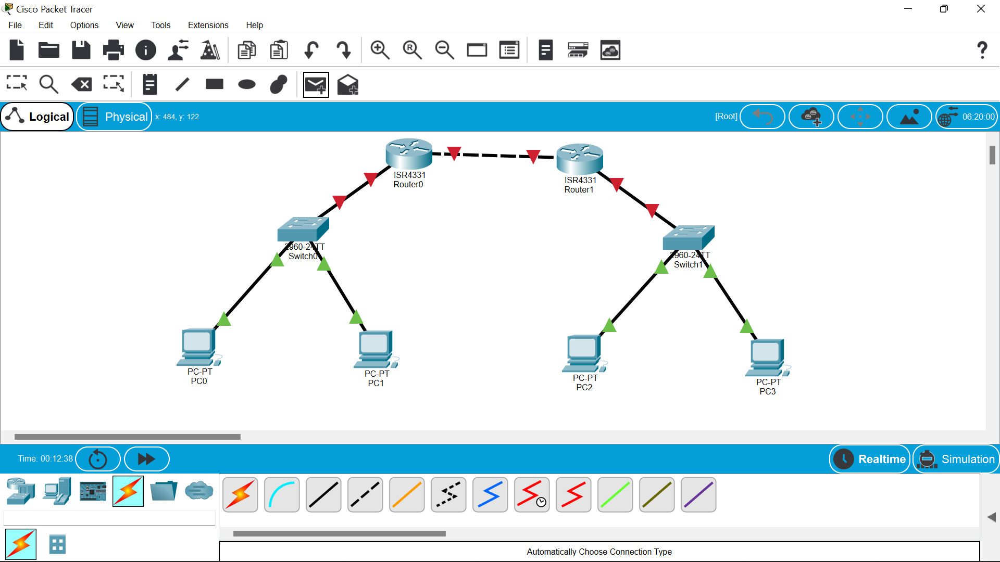 Cisco Packet Tracer
File Edit Options View Tools Extensions Help
R
?
Logical Physical x: 484, y: 122 [Root] 06:20:00
ISR4331
Router0
ISR4331
Router1
2960-24TT
Switch0
2960-24TT
Switch1
PC-PT
PC0
PC-PT
PC1
PC-PT
PC2
PC-PT
PC3
Time: 00:12:38 Realtime Simulation
Automatically Choose Connection Type